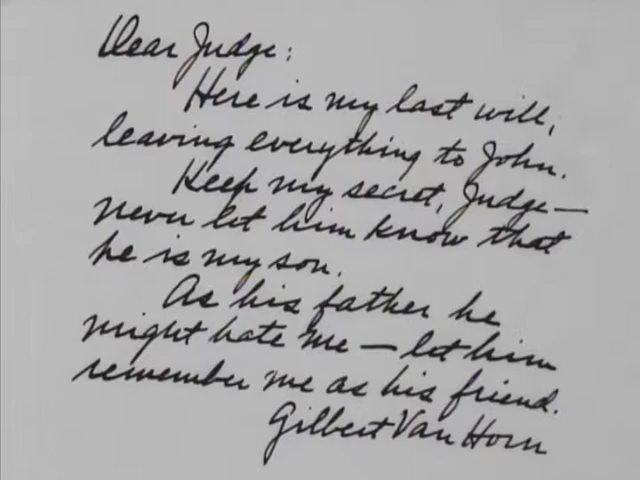 Dear Judge:
Here is my last will,
leaving everything to John.
Keep my secret, Judge —
never let him know that
he is my son.
As his father he
might hate me — let him
remember me as his friend.
Gilbert Van Horn